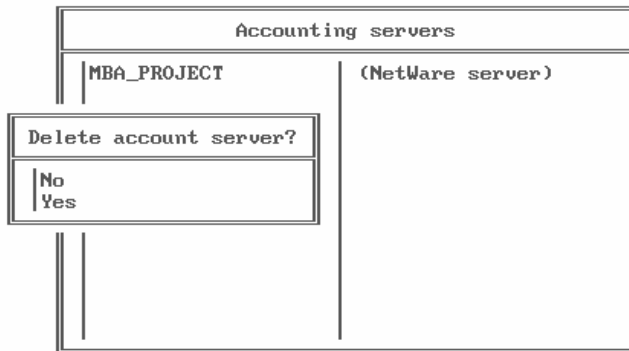 Accounting servers
MBA_PROJECT (NetWare server)
Delete account server?
No
Yes